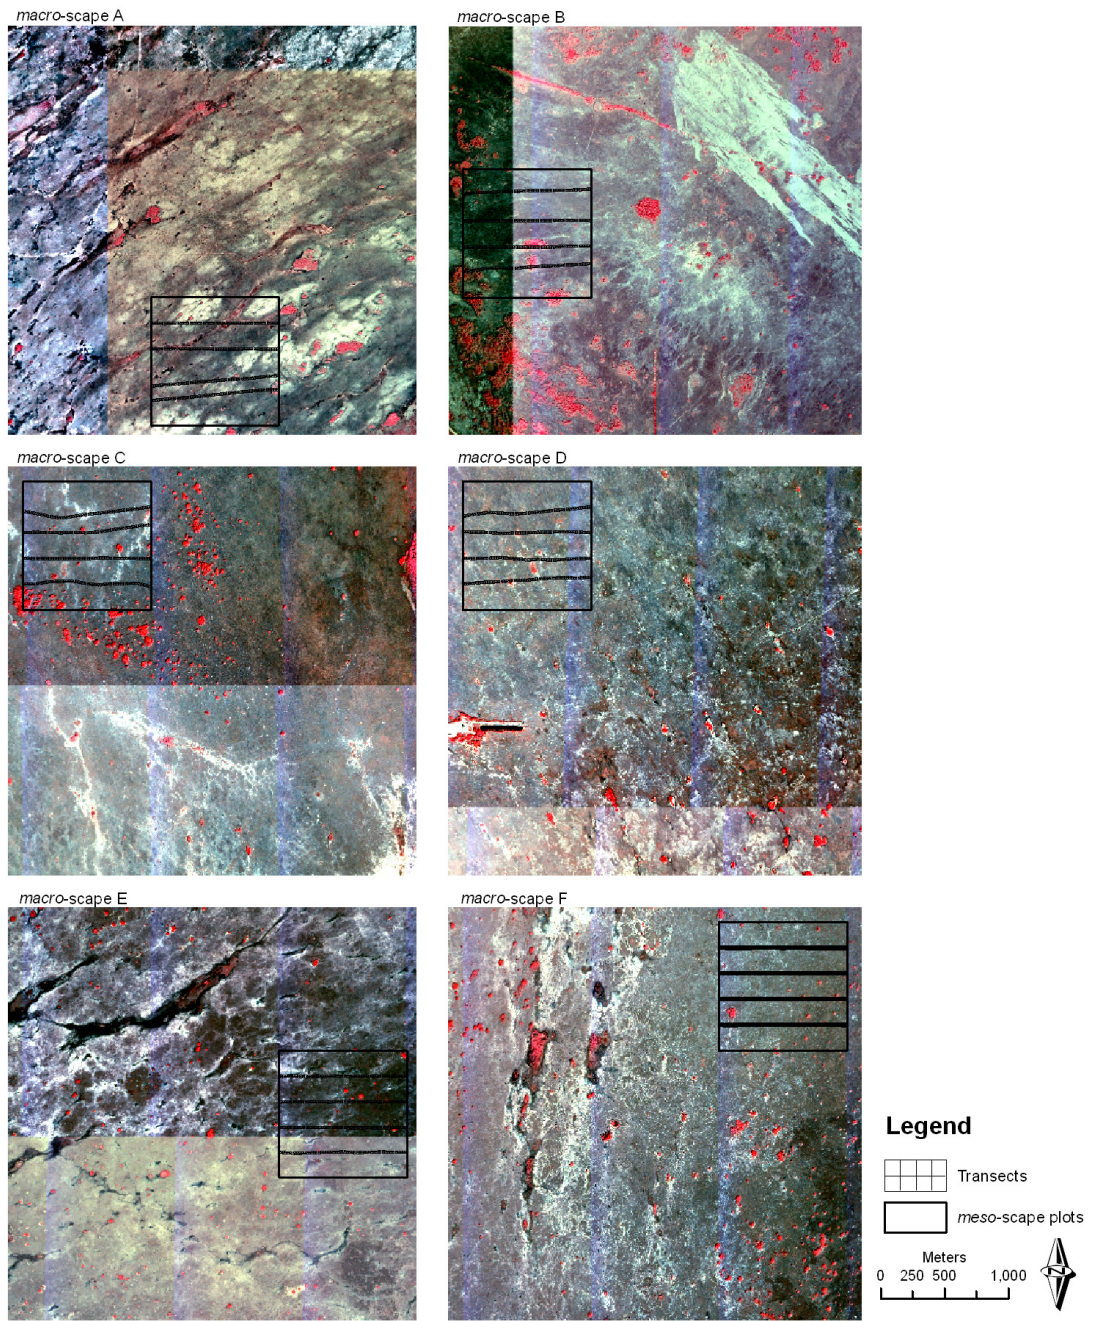 macro-scape A
macro-scape B
macro-scape C
macro-scape D
macro-scape E
macro-scape F
Legend
Transects
meso-scape plots
Meters
0 250 500 1,000
N